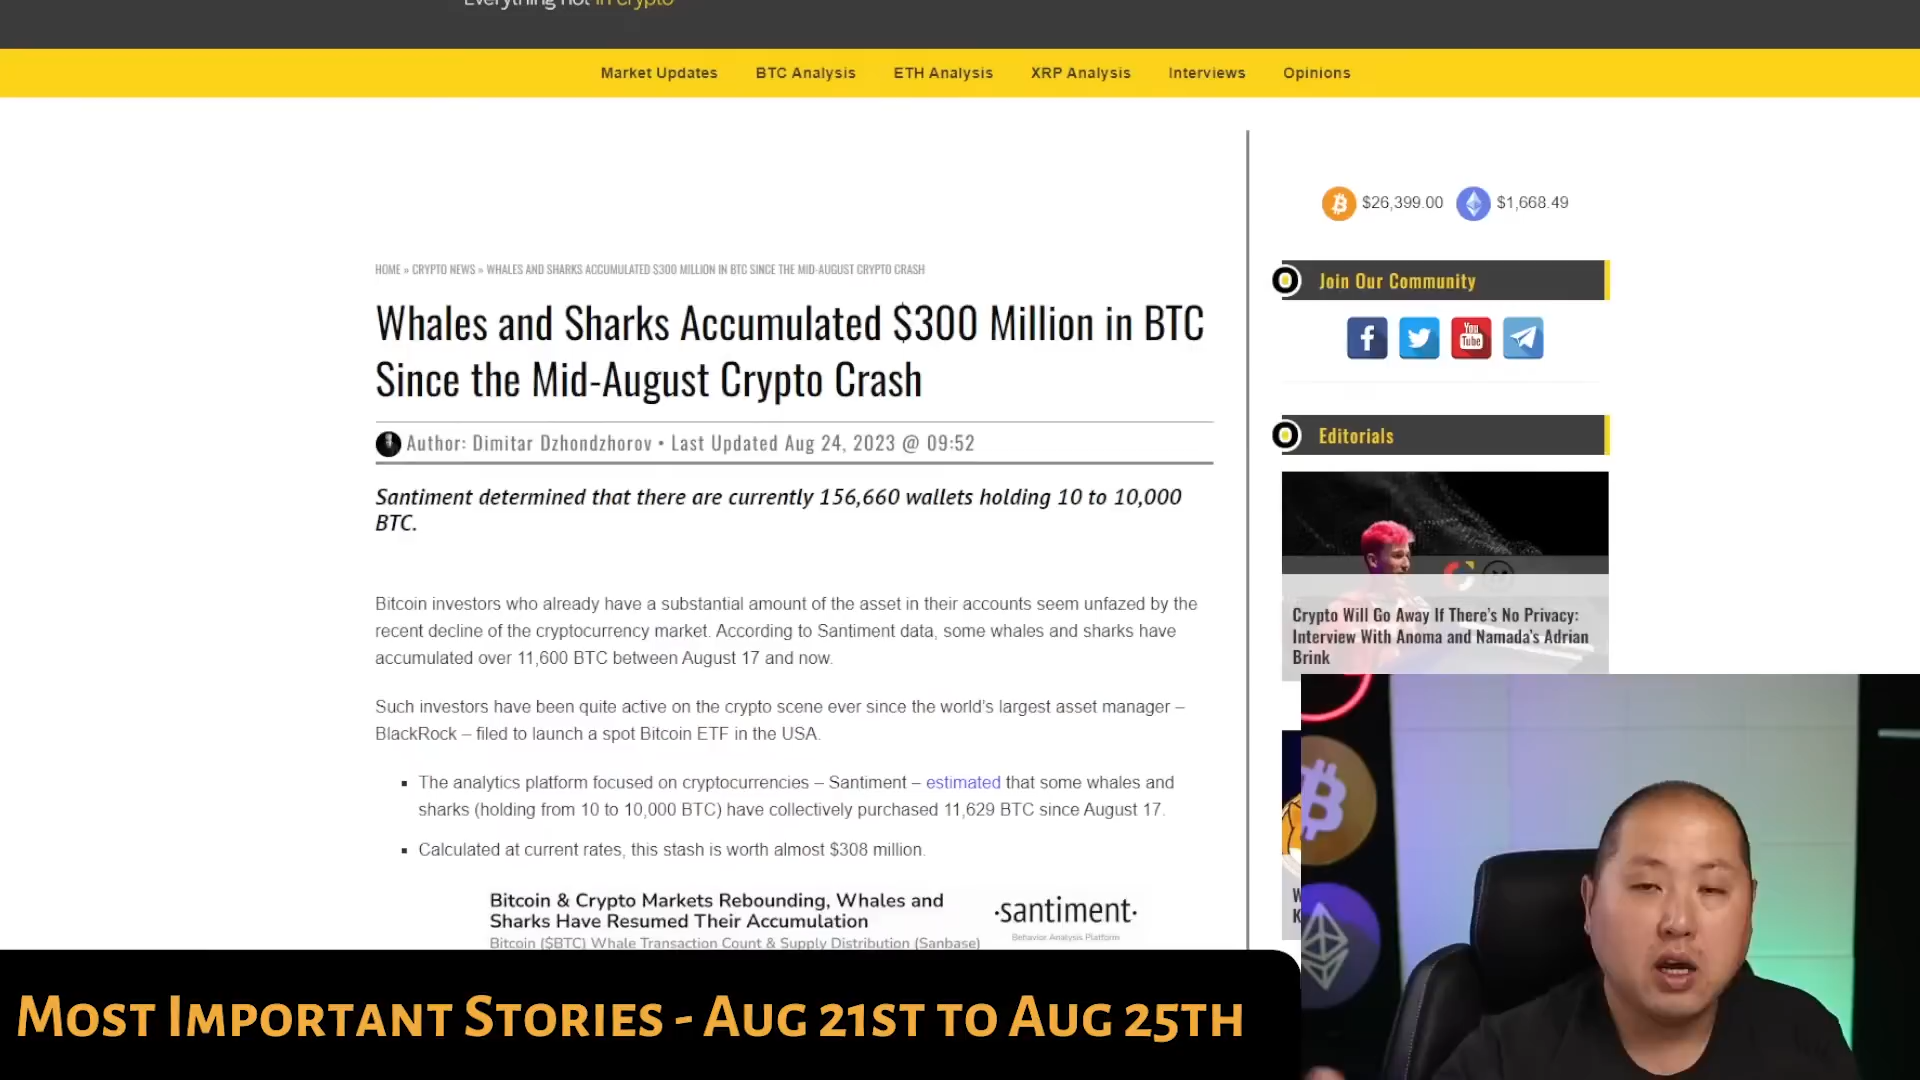 Everything hot in crypto
Market Updates BTC Analysis ETH Analysis XRP Analysis Interviews Opinions
$26,399.00 $1,668.49
HOME » CRYPTO NEWS » WHALES AND SHARKS ACCUMULATED $300 MILLION IN BTC SINCE THE MID-AUGUST CRYPTO CRASH
Whales and Sharks Accumulated $300 Million in BTC
Since the Mid-August Crypto Crash
Author: Dimitar Dzhondzhorov • Last Updated Aug 24, 2023 @ 09:52
Santiment determined that there are currently 156,660 wallets holding 10 to 10,000
BTC.
Bitcoin investors who already have a substantial amount of the asset in their accounts seem unfazed by the
recent decline of the cryptocurrency market. According to Santiment data, some whales and sharks have
accumulated over 11,600 BTC between August 17 and now.
Such investors have been quite active on the crypto scene ever since the world's largest asset manager –
BlackRock – filed to launch a spot Bitcoin ETF in the USA.
▪ The analytics platform focused on cryptocurrencies – Santiment – estimated that some whales and
sharks (holding from 10 to 10,000 BTC) have collectively purchased 11,629 BTC since August 17.
▪ Calculated at current rates, this stash is worth almost $308 million.
Bitcoin & Crypto Markets Rebounding, Whales and
Sharks Have Resumed Their Accumulation
Bitcoin ($BTC) Whale Transaction Count & Supply Distribution (Sanbase)
·santiment·
Behavior Analysis Platform
Join Our Community
You
Tube
Editorials
Crypto Will Go Away If There's No Privacy:
Interview With Anoma and Namada's Adrian
Brink
W
K
Most Important Stories - Aug 21st to Aug 25th